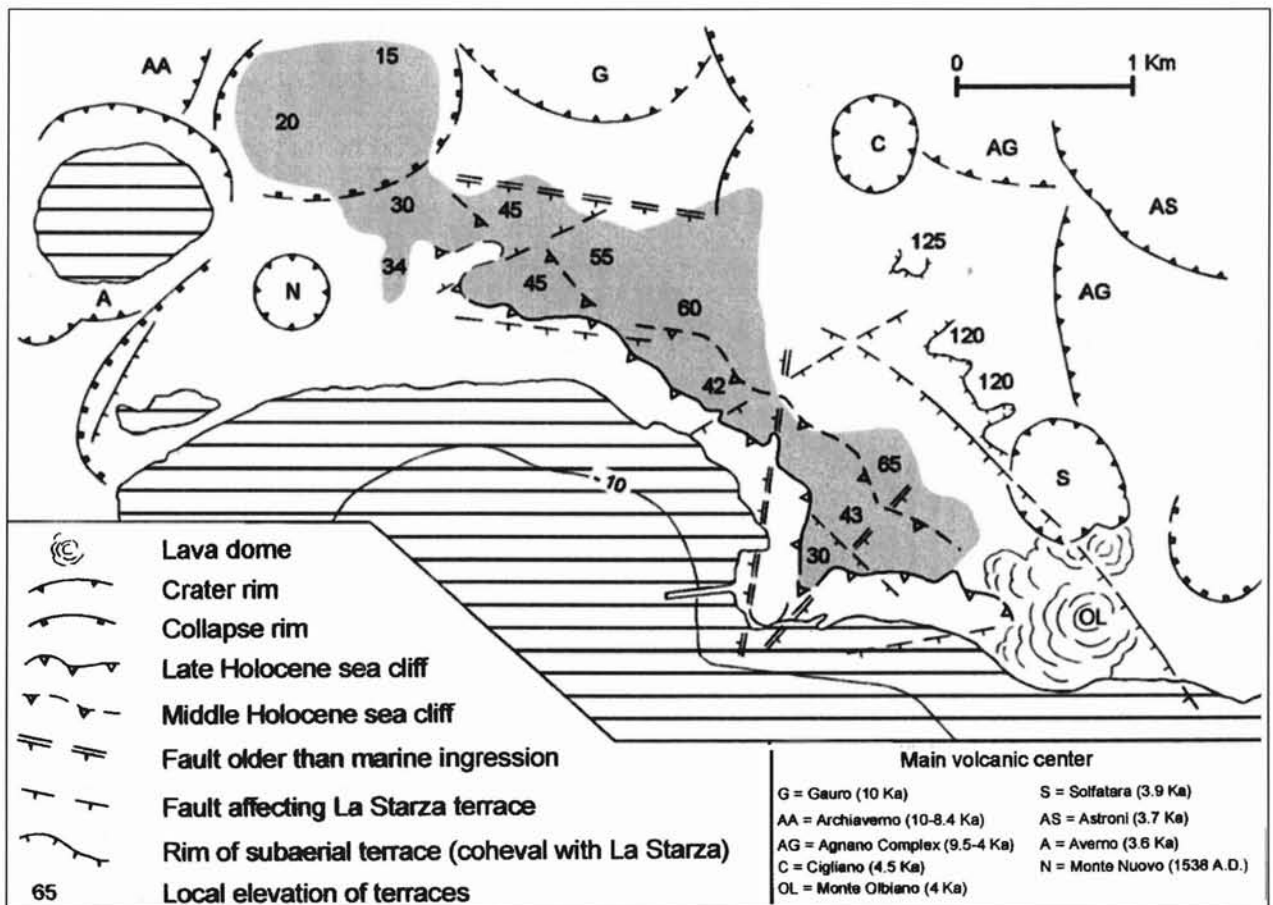 AA
15
G
0 1 Km
20
C
AG
30
45
AS
125
34
A
N
45
55
AG
60
120
42
120
65
S
- 10
43
30
OL
Lava dome
Crater rim
Collapse rim
Late Holocene sea cliff
Middle Holocene sea cliff
Fault older than marine ingression
Fault affecting La Starza terrace
Rim of subaerial terrace (coheval with La Starza)
65 Local elevation of terraces
Main volcanic center
G = Gauro (10 Ka)
AA = Archiaverno (10-8.4 Ka)
AG = Agnano Complex (9.5-4 Ka)
C = Cigliano (4.5 Ka)
OL = Monte Olbiano (4 Ka)
S = Solfatara (3.9 Ka)
AS = Astroni (3.7 Ka)
A = Averno (3.6 Ka)
N = Monte Nuovo (1538 A.D.)